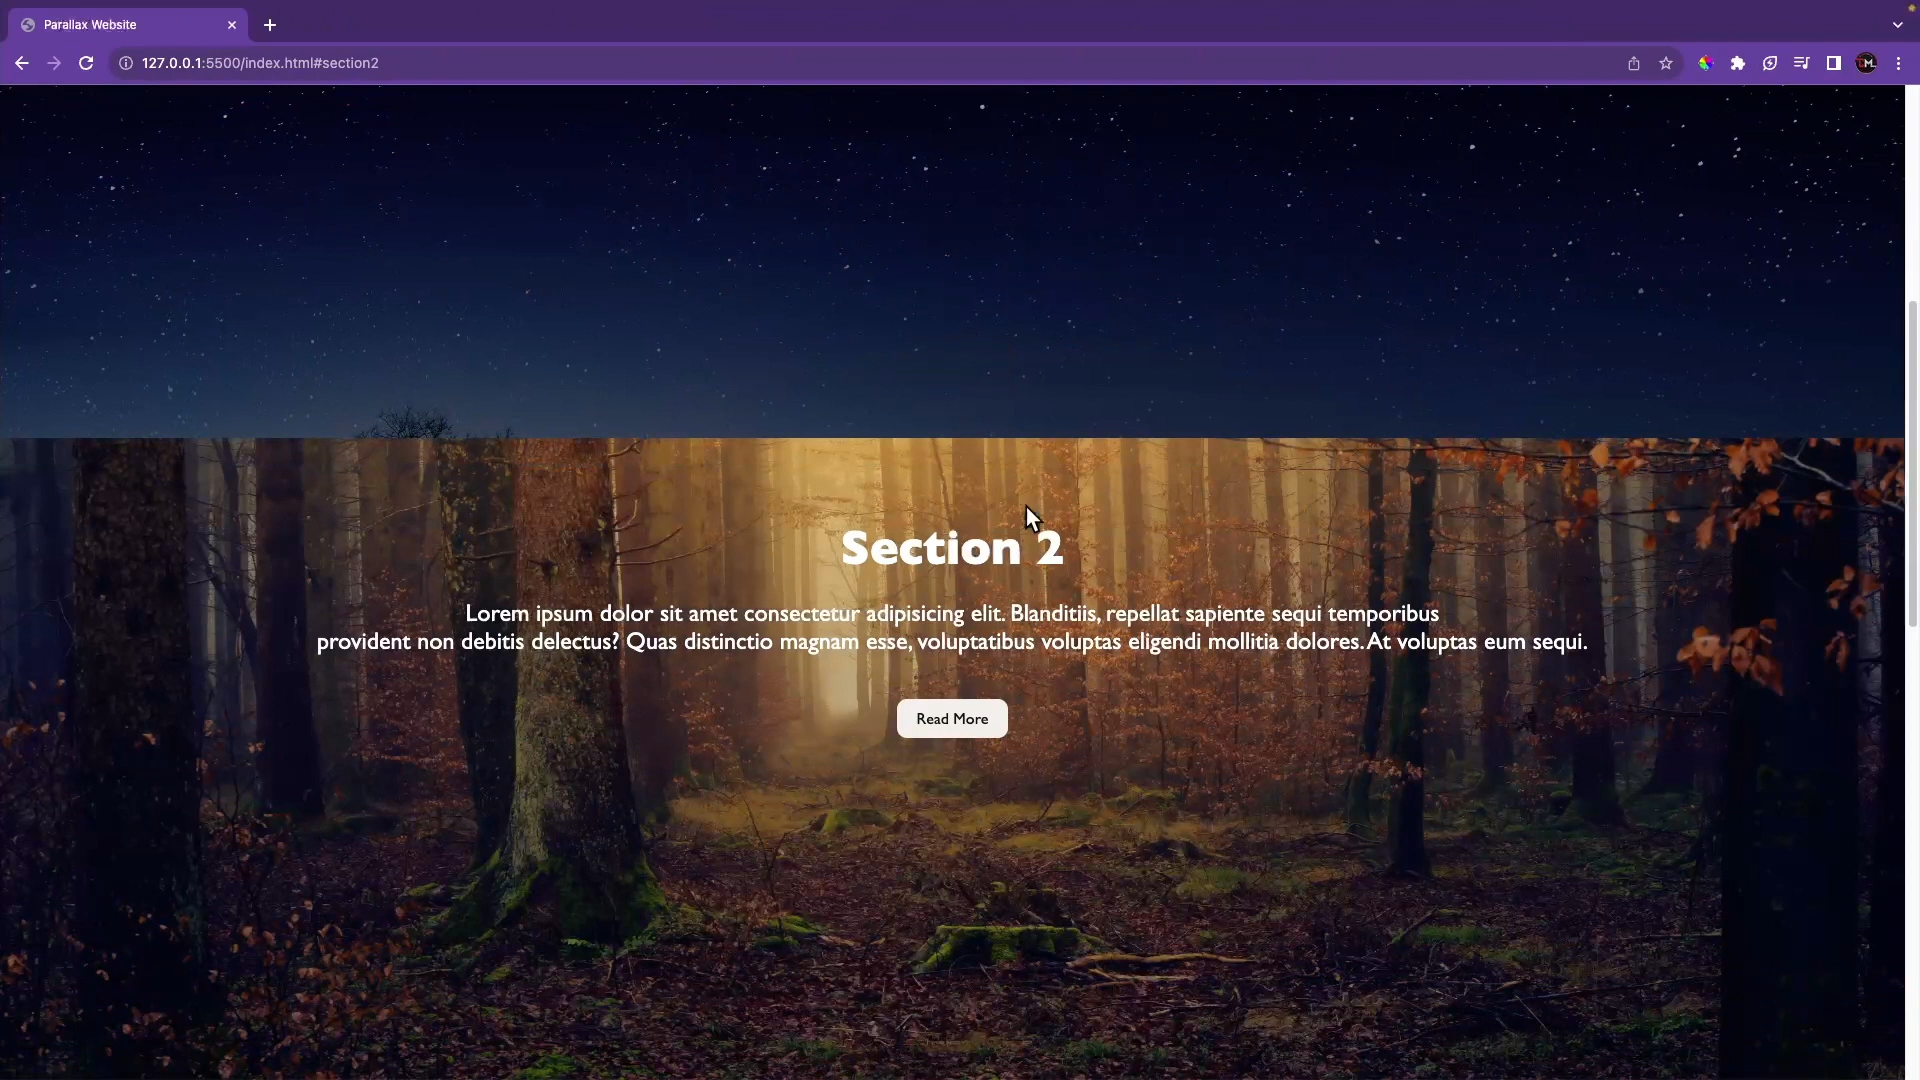 Parallax Website
127.0.0.1:5500/index.html#section2
Section 2
Lorem ipsum dolor sit amet consectetur adipisicing elit. Blanditiis, repellat sapiente sequi temporibus
provident non debitis delectus? Quas distinctio magnam esse, voluptatibus voluptas eligendi mollitia dolores. At voluptas eum sequi.
Read More